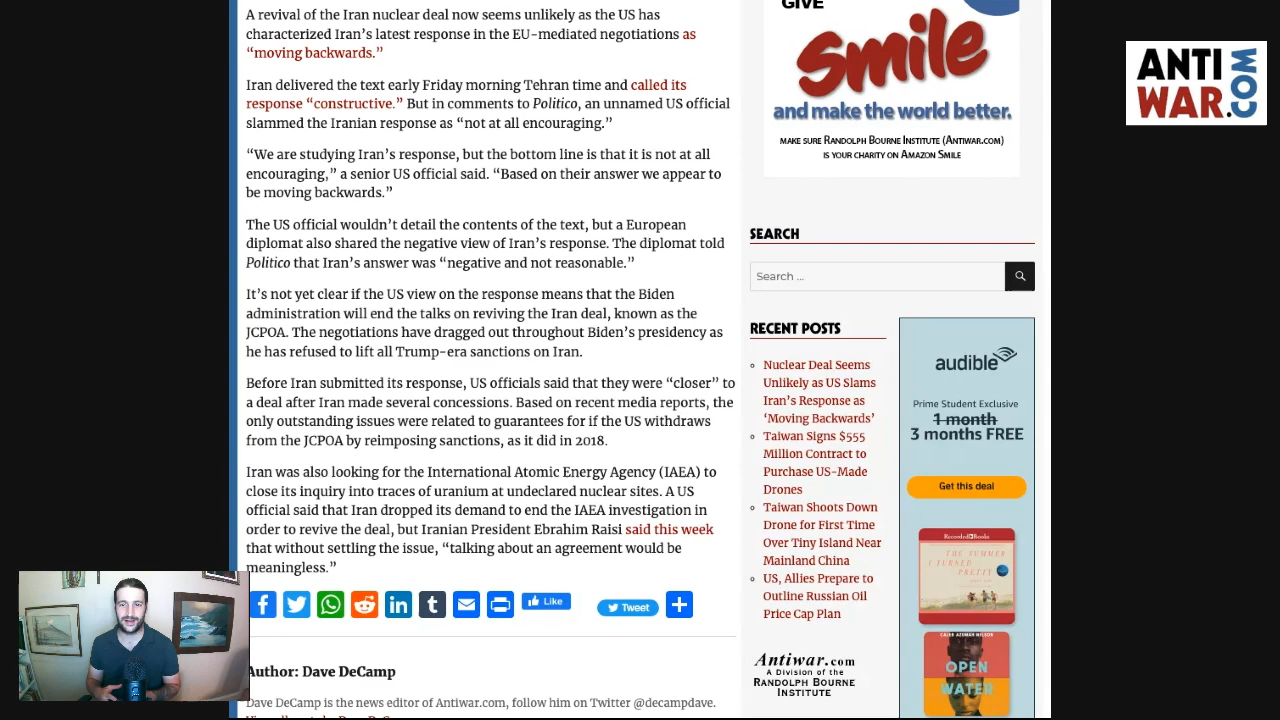 A revival of the Iran nuclear deal now seems unlikely as the US has
characterized Iran’s latest response in the EU-mediated negotiations as
“moving backwards.”
Iran delivered the text early Friday morning Tehran time and called its
response “constructive.” But in comments to Politico, an unnamed US official
slammed the Iranian response as “not at all encouraging.”
“We are studying Iran’s response, but the bottom line is that it is not at all
encouraging,” a senior US official said. “Based on their answer we appear to
be moving backwards.”
The US official wouldn’t detail the contents of the text, but a European
diplomat also shared the negative view of Iran’s response. The diplomat told
Politico that Iran’s answer was “negative and not reasonable.”
It’s not yet clear if the US view on the response means that the Biden
administration will end the talks on reviving the Iran deal, known as the
JCPOA. The negotiations have dragged out throughout Biden’s presidency as
he has refused to lift all Trump-era sanctions on Iran.
Before Iran submitted its response, US officials said that they were “closer” to
a deal after Iran made several concessions. Based on recent media reports, the
only outstanding issues were related to guarantees for if the US withdraws
from the JCPOA by reimposing sanctions, as it did in 2018.
Iran was also looking for the International Atomic Energy Agency (IAEA) to
close its inquiry into traces of uranium at undeclared nuclear sites. A US
official said that Iran dropped its demand to end the IAEA investigation in
order to revive the deal, but Iranian President Ebrahim Raisi said this week
that without settling the issue, “talking about an agreement would be
meaningless.”
Like
Tweet
Author: Dave DeCamp
Dave DeCamp is the news editor of Antiwar.com, follow him on Twitter @decampdave.
GIVE
Smile
and make the world better.
MAKE SURE RANDOLPH BOURNE INSTITUTE (ANTIWAR.COM)
IS YOUR CHARITY ON AMAZON SMILE
SEARCH
Search ...
RECENT POSTS
Nuclear Deal Seems
Unlikely as US Slams
Iran’s Response as
‘Moving Backwards’
Taiwan Signs $555
Million Contract to
Purchase US-Made
Drones
Taiwan Shoots Down
Drone for First Time
Over Tiny Island Near
Mainland China
US, Allies Prepare to
Outline Russian Oil
Price Cap Plan
Antiwar.com
A Division of the
RANDOLPH BOURNE
INSTITUTE
audible
Prime Student Exclusive
1 month
3 months FREE
Get this deal
Recorded Books
THE SUMMER
I TURNED
PRETTY
CALEB AZUMAH NELSON
OPEN
WATER
ANTI
WAR.COM